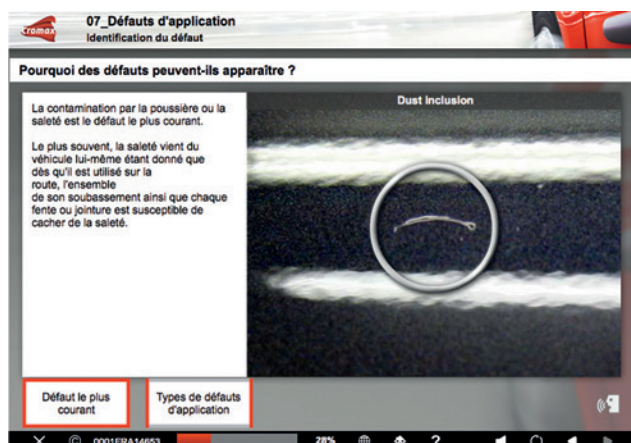 Cromax
07_Défauts d'application
Identification du défaut
Pourquoi des défauts peuvent-ils apparaître ?
La contamination par la poussière ou la
saleté est le défaut le plus courant.
Le plus souvent, la saleté vient du
véhicule lui-même étant donné que
dès qu'il est utilisé sur la
route, l'ensemble
de son soubassement ainsi que chaque
fente ou jointure est susceptible de
cacher de la saleté.
Dust Inclusion
Défaut le plus
courant
Types de défauts
d'application
© 0001FRA14653 28% ?